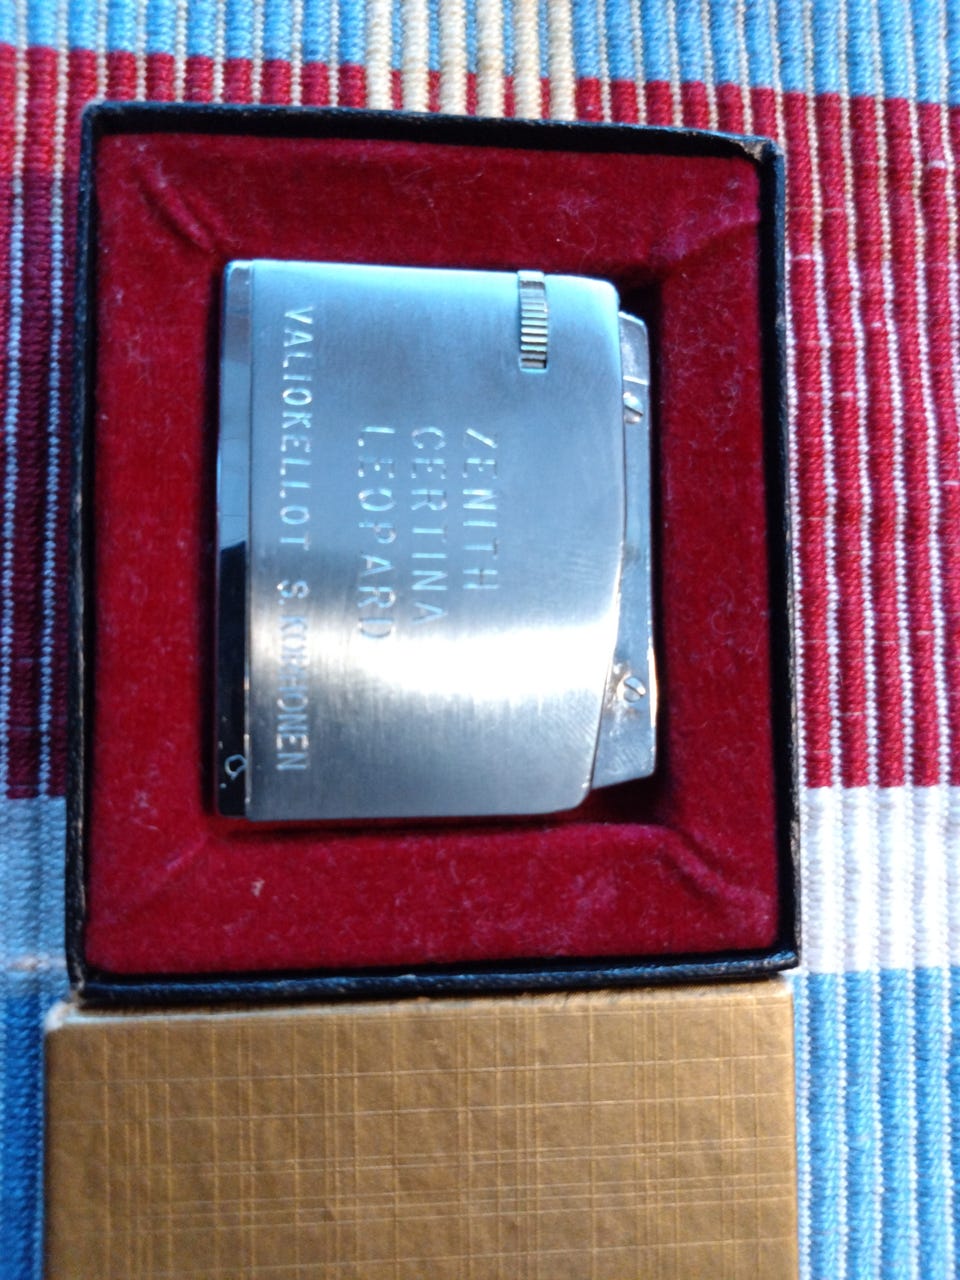 ZENITH
CERTINA
LEOPARD
VALIOKELLOT S.KORHONEN